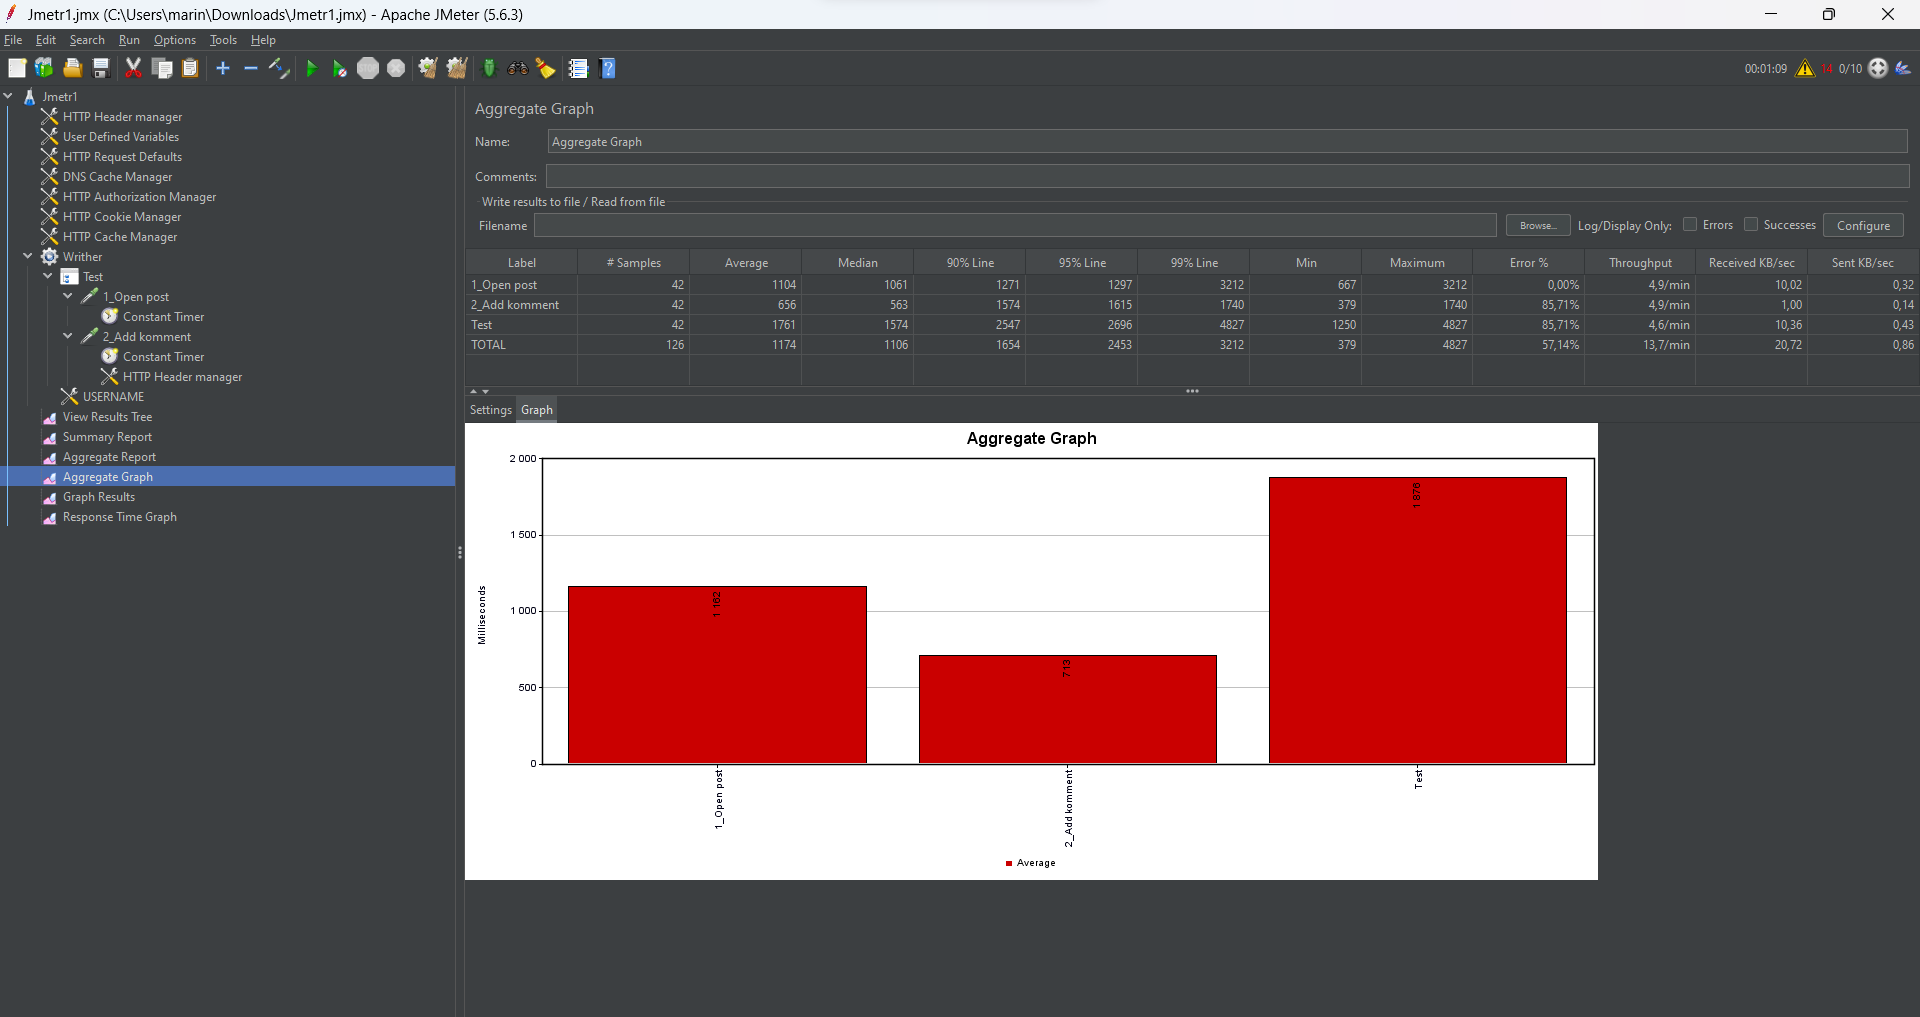 Jmetr1.jmx (C:\Users\marin\Downloads\Jmetr1.jmx) - Apache JMeter (5.6.3)
File Edit Search Run Options Tools Help
00:01:09 14 0/10
Jmetr1
HTTP Header manager
User Defined Variables
HTTP Request Defaults
DNS Cache Manager
HTTP Authorization Manager
HTTP Cookie Manager
HTTP Cache Manager
Writher
Test
1_Open post
Constant Timer
2_Add komment
Constant Timer
HTTP Header manager
USERNAME
View Results Tree
Summary Report
Aggregate Report
Aggregate Graph
Graph Results
Response Time Graph
Aggregate Graph
Name: Aggregate Graph
Comments:
Write results to file / Read from file
Filename Browse... Log/Display Only: Errors Successes Configure
Label # Samples Average Median 90% Line 95% Line 99% Line Min Maximum Error % Throughput Received KB/sec Sent KB/sec
1_Open post 42 1104 1061 1271 1297 3212 667 3212 0,00% 4,9/min 10,02 0,32
2_Add komment 42 656 563 1574 1615 1740 379 1740 85,71% 4,9/min 1,00 0,14
Test 42 1761 1574 2547 2696 4827 1250 4827 85,71% 4,6/min 10,36 0,43
TOTAL 126 1174 1106 1654 2453 3212 379 4827 57,14% 13,7/min 20,72 0,86
Settings Graph
Aggregate Graph
2 000
1 500
1 000
500
0
Milliseconds
1 162
713
1 876
1_Open post
2_Add komment
Test
Average